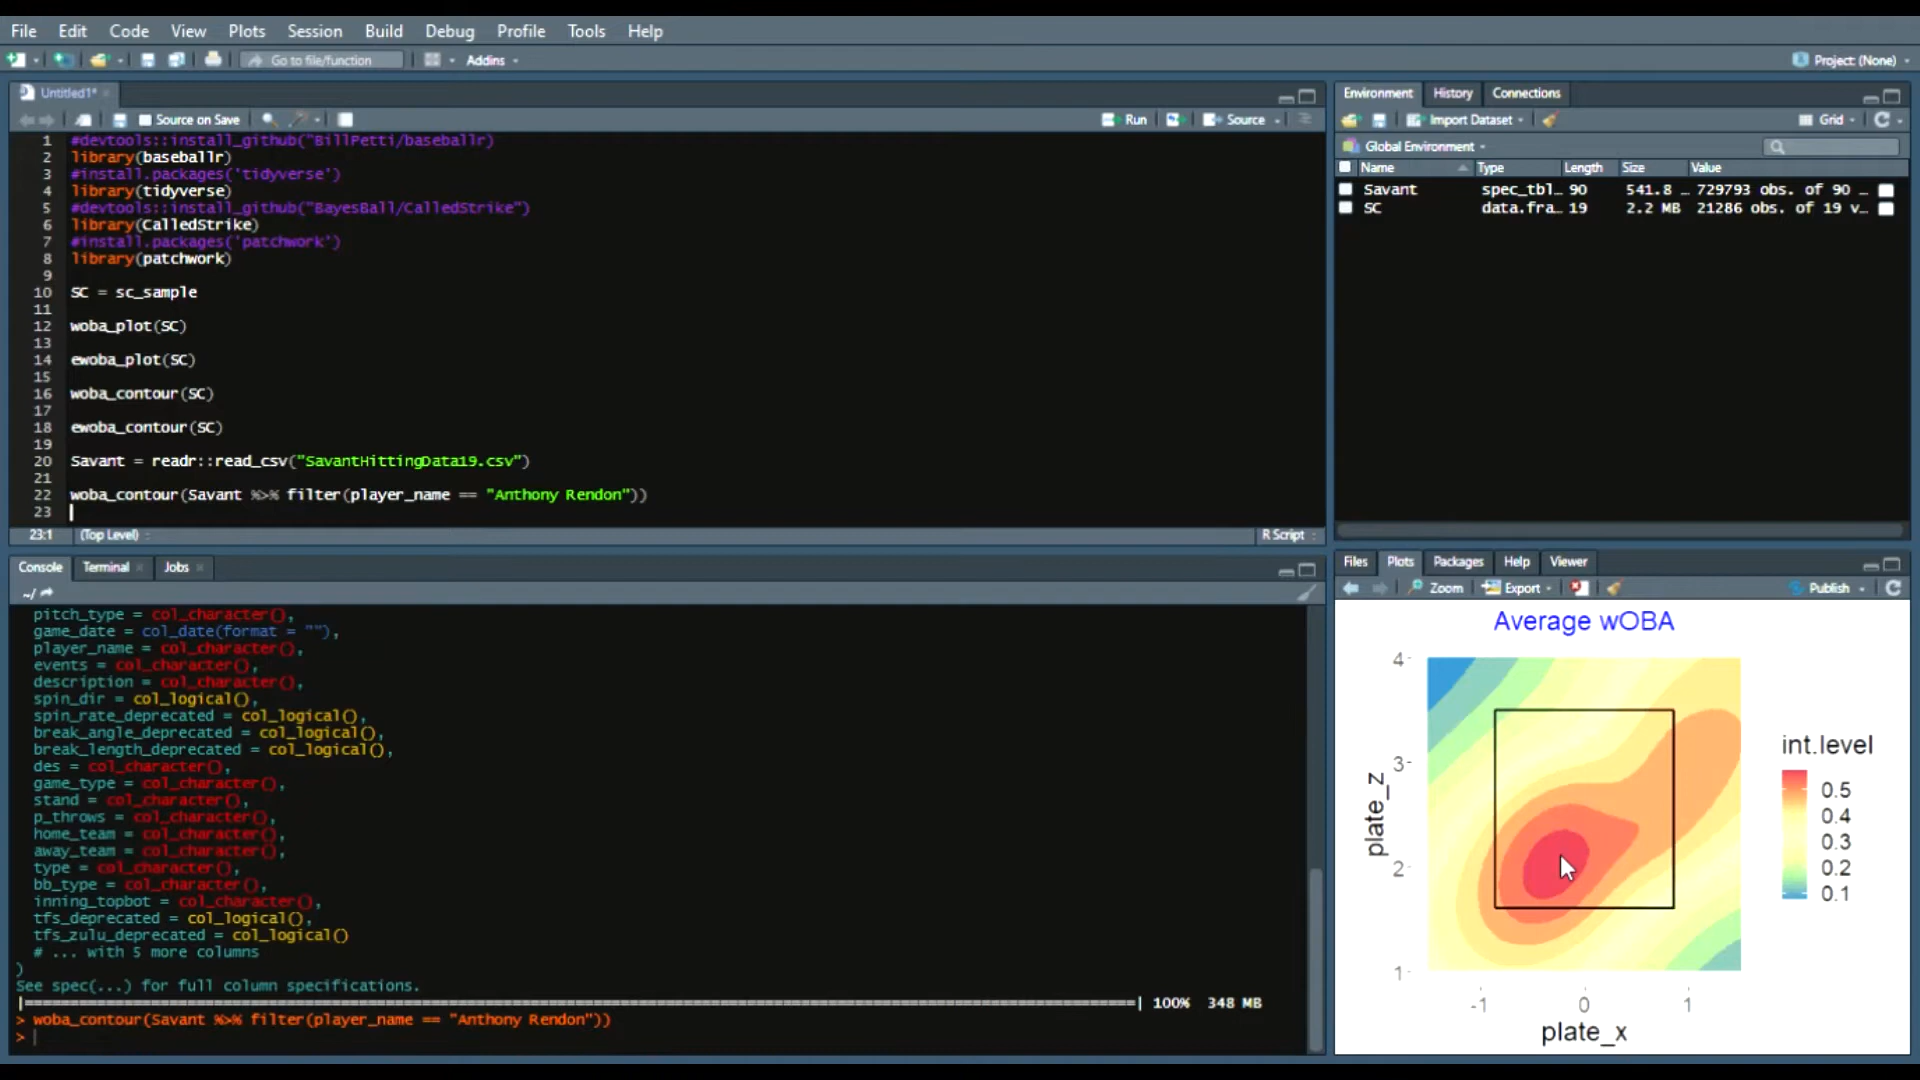 File Edit Code View Plots Session Build Debug Profile Tools Help
Go to file/function Addins Project: (None)
Untitled1*
Source on Save Run Source
1 #devtools::install_github("BillPetti/baseballr)
2 library(baseballr)
3 #install.packages('tidyverse')
4 library(tidyverse)
5 #devtools::install_github("BayesBall/CalledStrike")
6 library(CalledStrike)
7 #install.packages('patchwork')
8 library(patchwork)
9
10 SC = sc_sample
11
12 woba_plot(SC)
13
14 ewoba_plot(SC)
15
16 woba_contour(SC)
17
18 ewoba_contour(SC)
19
20 Savant = readr::read_csv("SavantHittingData19.csv")
21
22 woba_contour(Savant %>% filter(player_name == "Anthony Rendon"))
23
23:1 (Top Level) R Script
Console Terminal Jobs
~/
pitch_type = col_character(),
game_date = col_date(format = ""),
player_name = col_character(),
events = col_character(),
description = col_character(),
spin_dir = col_logical(),
spin_rate_deprecated = col_logical(),
break_angle_deprecated = col_logical(),
break_length_deprecated = col_logical(),
des = col_character(),
game_type = col_character(),
stand = col_character(),
p_throws = col_character(),
home_team = col_character(),
away_team = col_character(),
type = col_character(),
bb_type = col_character(),
inning_topbot = col_character(),
tfs_deprecated = col_logical(),
tfs_zulu_deprecated = col_logical()
# ... with 5 more columns
)
See spec(...) for full column specifications.
100% 348 MB
> woba_contour(Savant %>% filter(player_name == "Anthony Rendon"))
>
Environment History Connections
Import Dataset Grid
Global Environment
Name Type Length Size Value
Savant spec_tbl… 90 541.8 … 729793 obs. of 90 …
SC data.fra… 19 2.2 MB 21286 obs. of 19 v…
Files Plots Packages Help Viewer
Zoom Export Publish
Average wOBA
4
3
2
1
plate_z
-1 0 1
plate_x
int.level
0.5
0.4
0.3
0.2
0.1